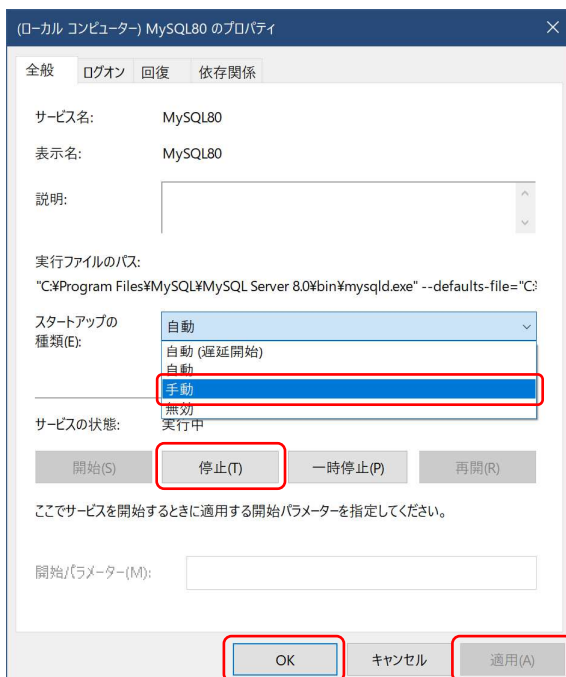 (ローカル コンピューター) MySQL80 のプロパティ
全般 ログオン 回復 依存関係
サービス名: MySQL80
表示名: MySQL80
説明:
実行ファイルのパス:
"C:¥Program Files¥MySQL¥MySQL Server 8.0¥bin¥mysqld.exe" --defaults-file="C:¥
スタートアップの
種類(E):
自動
自動 (遅延開始)
自動
手動
無効
サービスの状態: 実行中
開始(S) 停止(T) 一時停止(P) 再開(R)
ここでサービスを開始するときに適用する開始パラメーターを指定してください。
開始パラメーター(M):
OK キャンセル 適用(A)